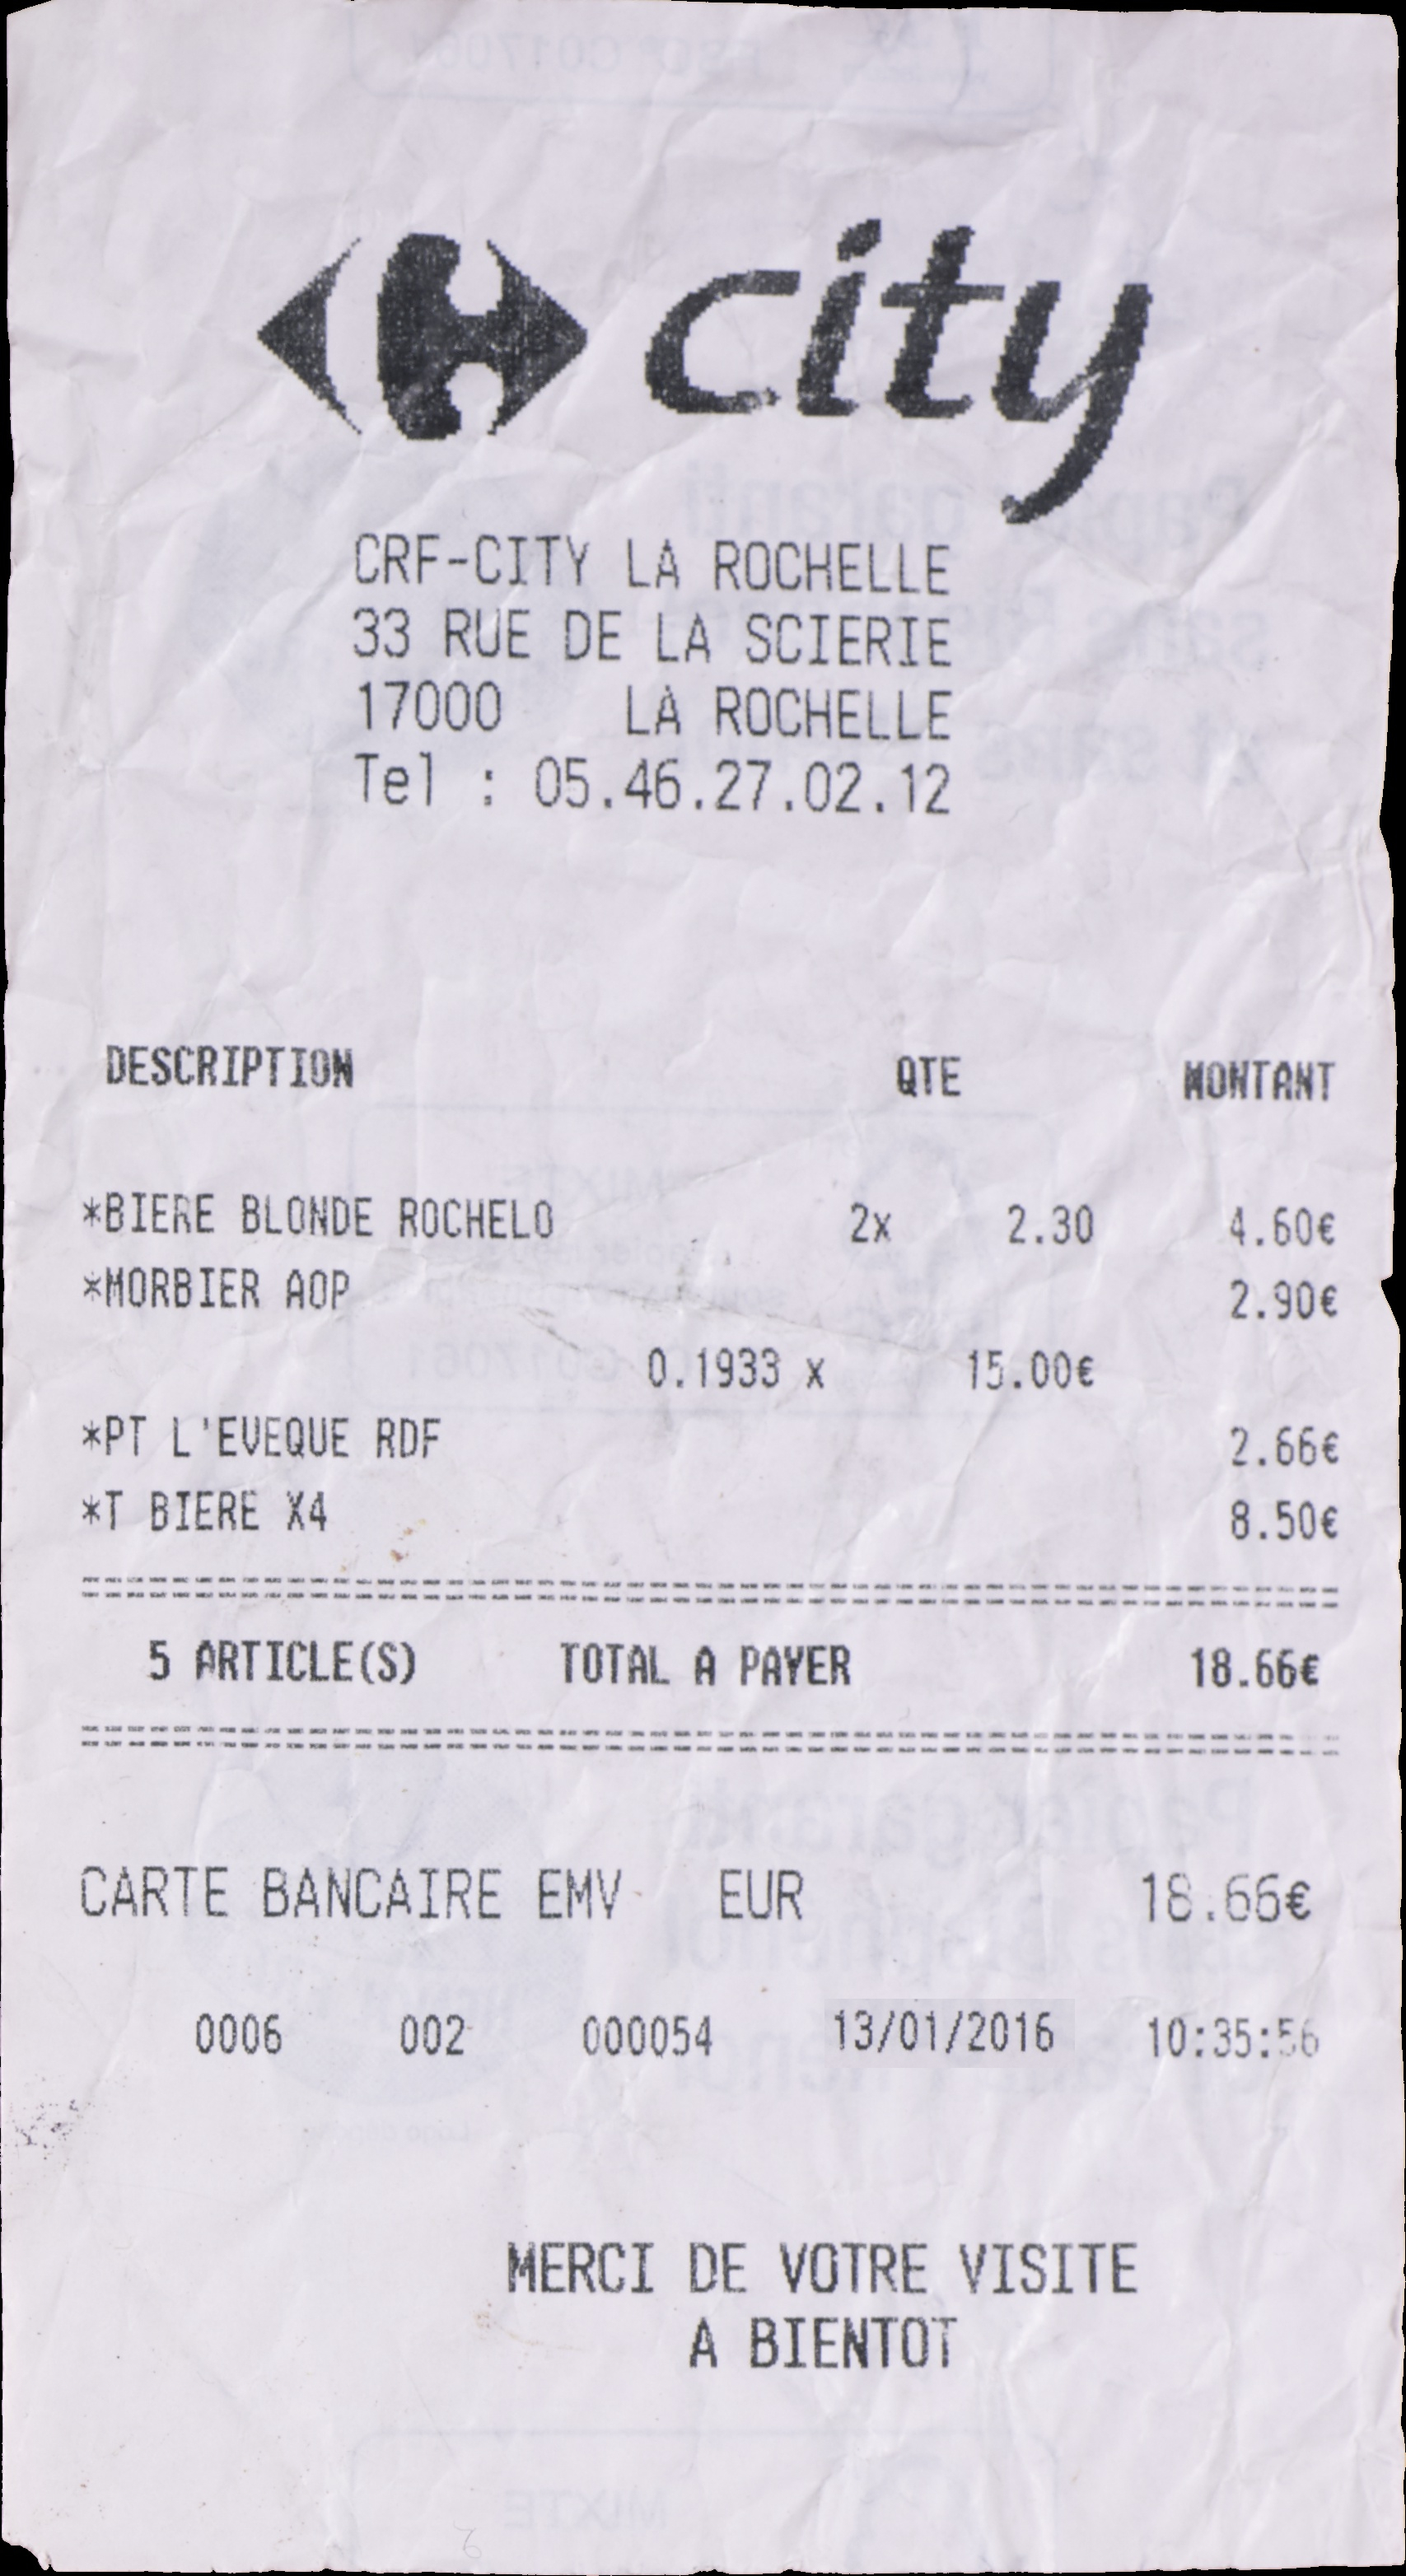 city
CRF-CITY LA ROCHELLE
33 RUE DE LA SCIERIE
17000 LA ROCHELLE
Tel : 05.46.27.02.12
DESCRIPTION QTE MONTANT
*BIERE BLONDE ROCHELO 2x 2.30 4.60€
*MORBIER AOP 2.90€
0.1933 x 15.00€
*PT L'EVEQUE RDF 2.66€
*T BIERE X4 8.50€
5 ARTICLE(S) TOTAL A PAYER 18.66€
CARTE BANCAIRE EMV EUR 18.66€
0006 002 000054 13/01/2016 10:35:56
MERCI DE VOTRE VISITE
A BIENTOT